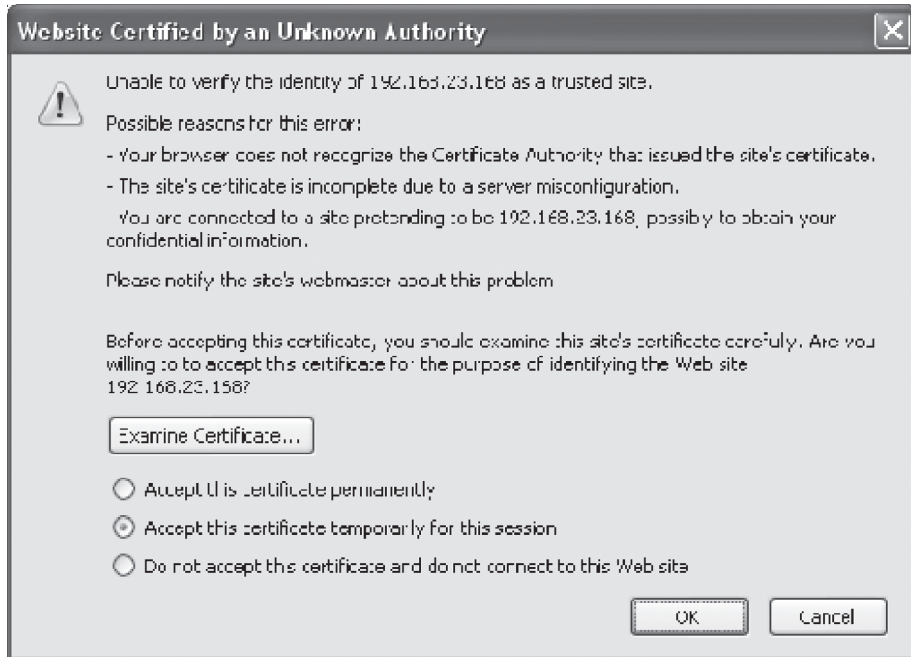 Website Certified by an Unknown Authority
Unable to verify the identity of 192.168.23.168 as a trusted site.
Possible reasons for this error:
- Your browser does not recognize the Certificate Authority that issued the site's certificate.
- The site's certificate is incomplete due to a server misconfiguration.
- You are connected to a site pretending to be 192.168.23.168, possibly to obtain your
confidential information.
Please notify the site's webmaster about this problem
Before accepting this certificate, you should examine this site's certificate carefully. Are you
willing to to accept this certificate for the purpose of identifying the Web site
192.168.23.168?
Examine Certificate...
Accept this certificate permanently
Accept this certificate temporarily for this session
Do not accept this certificate and do not connect to this Web site
OK
Cancel